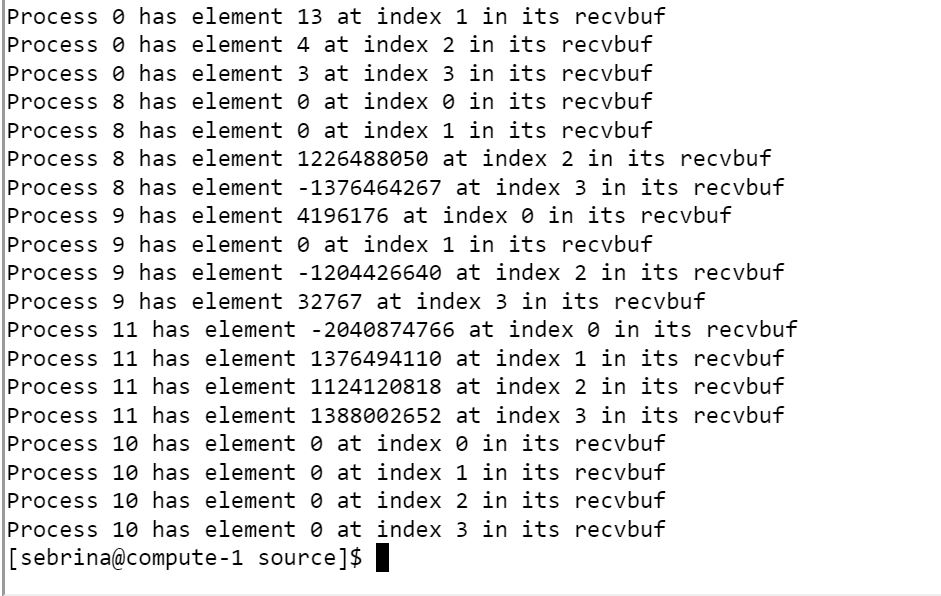 Process 0 has element 13 at index 1 in its recvbuf
Process 0 has element 4 at index 2 in its recvbuf
Process 0 has element 3 at index 3 in its recvbuf
Process 8 has element 0 at index 0 in its recvbuf
Process 8 has element 0 at index 1 in its recvbuf
Process 8 has element 1226488050 at index 2 in its recvbuf
Process 8 has element -1376464267 at index 3 in its recvbuf
Process 9 has element 4196176 at index 0 in its recvbuf
Process 9 has element 0 at index 1 in its recvbuf
Process 9 has element -1204426640 at index 2 in its recvbuf
Process 9 has element 32767 at index 3 in its recvbuf
Process 11 has element -2040874766 at index 0 in its recvbuf
Process 11 has element 1376494110 at index 1 in its recvbuf
Process 11 has element 1124120818 at index 2 in its recvbuf
Process 11 has element 1388002652 at index 3 in its recvbuf
Process 10 has element 0 at index 0 in its recvbuf
Process 10 has element 0 at index 1 in its recvbuf
Process 10 has element 0 at index 2 in its recvbuf
Process 10 has element 0 at index 3 in its recvbuf
[sebrina@compute-1 source]$